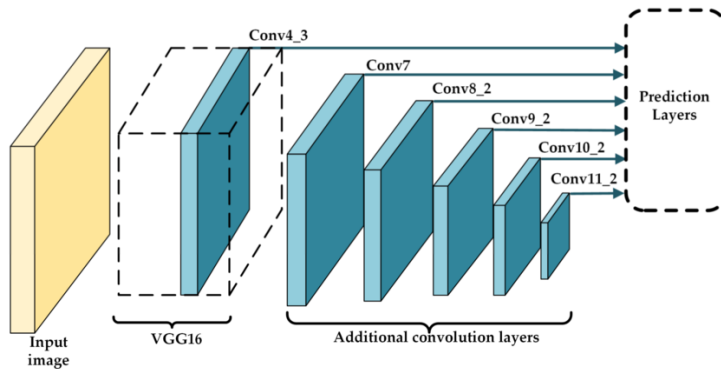 Conv4_3
Conv7
Conv8_2
Conv9_2
Conv10_2
Conv11_2
Prediction
Layers
Input
image
VGG16
Additional convolution layers